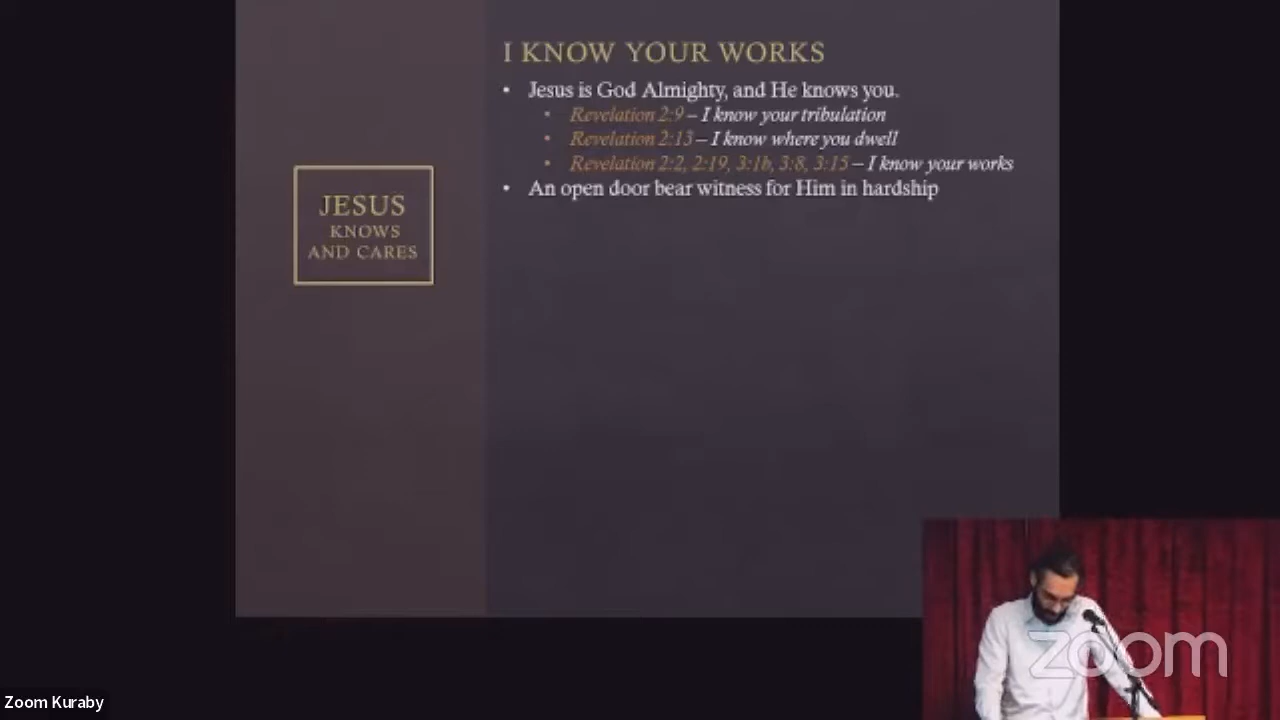 I KNOW YOUR WORKS
• Jesus is God Almighty, and He knows you.
• Revelation 2:9 – I know your tribulation
• Revelation 2:13 – I know where you dwell
• Revelation 2:2, 2:19, 3:1b, 3:8, 3:15 – I know your works
• An open door bear witness for Him in hardship
JESUS
KNOWS
AND CARES
zoom
Zoom Kuraby